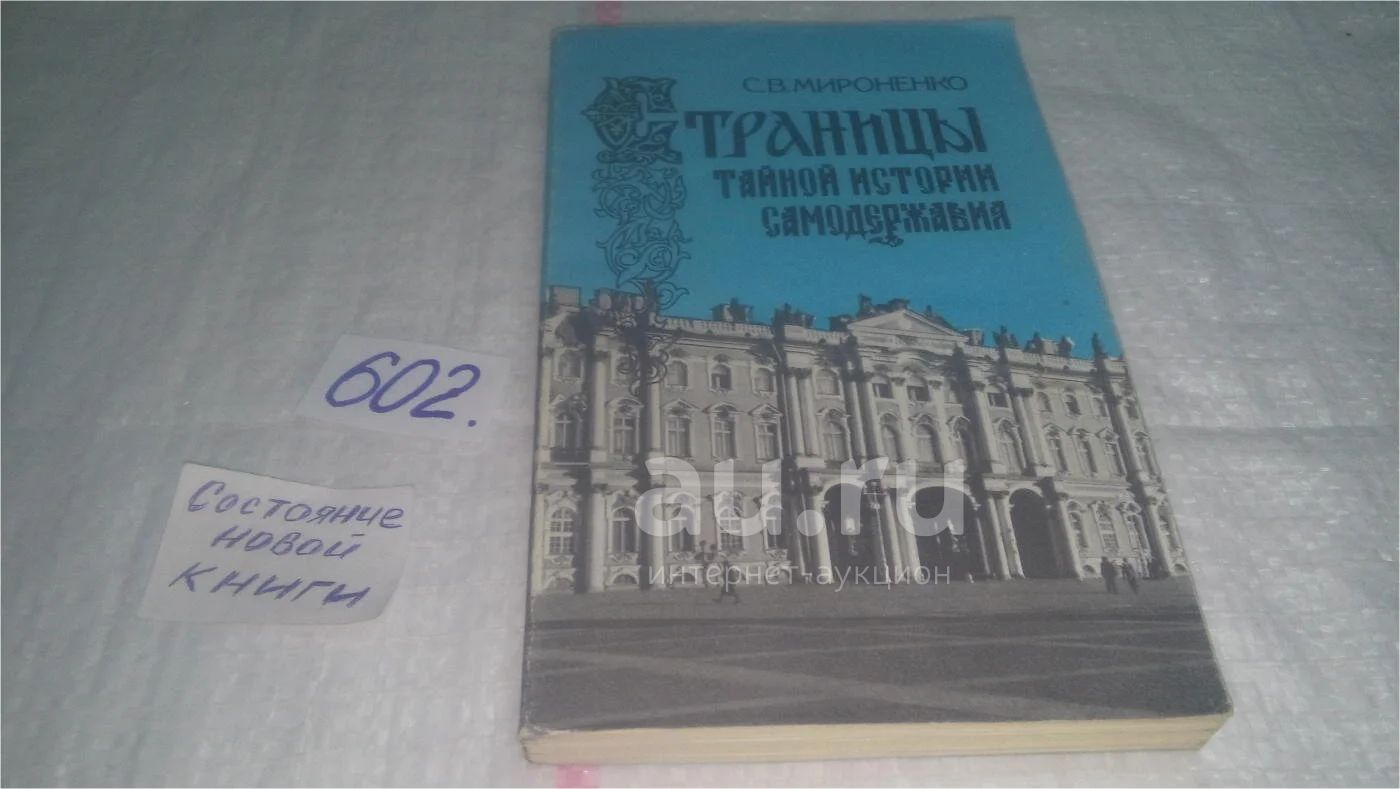 С.В. МИРОНЕНКО
СТРАНИЦЫ
ТАЙНОЙ ИСТОРИИ
САМОДЕРЖАВИЯ
602.
Состояние
новой
книги
au.ru
интернет-аукцион